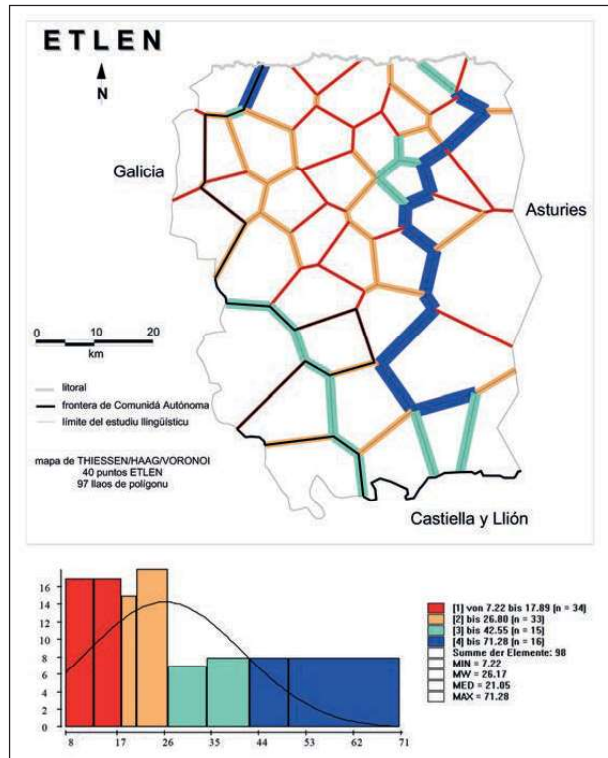 ETLEN
N
Galicia
Asturies
0 10 20
km
litoral
frontera de Comunidá Autónoma
límite del estudiu llingüísticu
mapa de THIESSEN/HAAG/VORONOI
40 puntos ETLEN
97 llaos de polígonu
Castiella y Llión
16
14
12
10
8
6
4
2
0
8 17 26 35 44 53 62 71
[1] von 7.22 bis 17.89 (n = 34)
[2] bis 26.80 (n = 33)
[3] bis 42.55 (n = 15)
[4] bis 71.28 (n = 16)
Summe der Elemente: 98
MIN = 7.22
MW = 26.17
MED = 21.05
MAX = 71.28